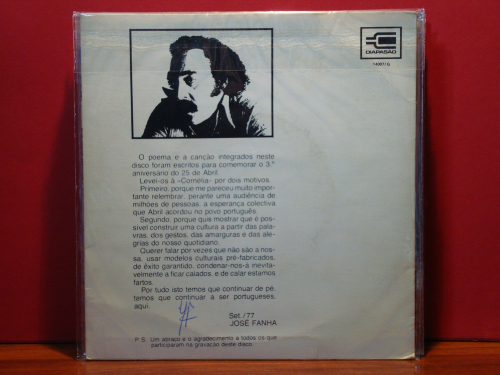 DIAPASÃO
O poema e a canção integrados neste
disco foram escritos para comemorar o 3.º
aniversário do 25 de Abril.
Levei-os à «Cornélia» por dois motivos.
Primeiro, porque me pareceu muito impor-
tante relembrar, perante uma audiência de
milhões de pessoas, a esperança colectiva
que Abril acordou no povo português.
Segundo, porque quis mostrar que é pos-
sível construir uma cultura a partir das pala-
vras, dos gestos, das amarguras e das ale-
grias do nosso quotidiano.
Querer falar por vezes que não são a nos-
sa, usar modelos culturais pré-fabricados,
de êxito garantido, condenar-nos-ia inevita-
velmente a ficar calados, e de calar estamos
fartos.
Por tudo isto temos que continuar de pé,
temos que continuar a ser portugueses,
aqui.
Set./77
JOSÉ FANHA
P.S. Um abraço e o agradecimento a todos os que
participaram na gravação deste disco.